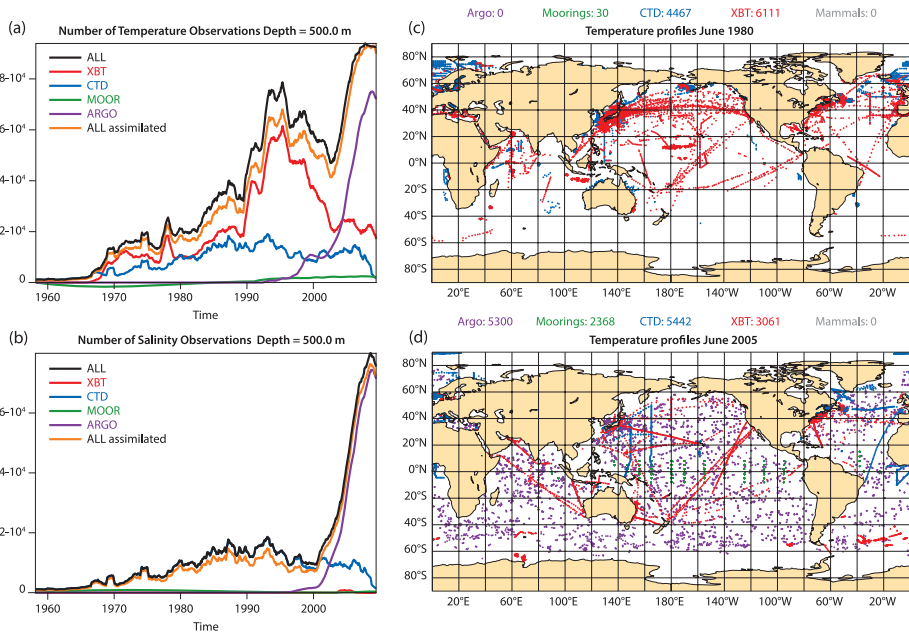 (a)
Number of Temperature Observations Depth = 500.0 m
ALL
XBT
CTD
MOOR
ARGO
ALL assimilated
8-10⁴
6-10⁴
4-10⁴
2-10⁴
0
1960 1970 1980 1990 2000
Time
(b)
Number of Salinity Observations Depth = 500.0 m
ALL
XBT
CTD
MOOR
ARGO
ALL assimilated
6-10⁴
4-10⁴
2-10⁴
0
1960 1970 1980 1990 2000
Time
Argo: 0 Moorings: 30 CTD: 4467 XBT: 6111 Mammals: 0
(c)
Temperature profiles June 1980
80°N
60°N
40°N
20°N
0°N
20°S
40°S
60°S
80°S
20°E 60°E 100°E 140°E 180°W 140°W 100°W 60°W 20°W
Argo: 5300 Moorings: 2368 CTD: 5442 XBT: 3061 Mammals: 0
(d)
Temperature profiles June 2005
80°N
60°N
40°N
20°N
0°N
20°S
40°S
60°S
80°S
20°E 60°E 100°E 140°E 180°W 140°W 100°W 60°W 20°W